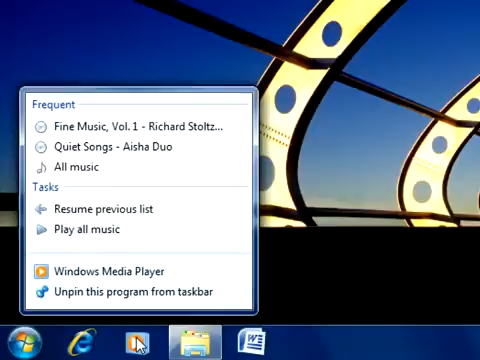 Frequent
Fine Music, Vol. 1 - Richard Stoltz...
Quiet Songs - Aisha Duo
All music
Tasks
Resume previous list
Play all music
Windows Media Player
Unpin this program from taskbar
W